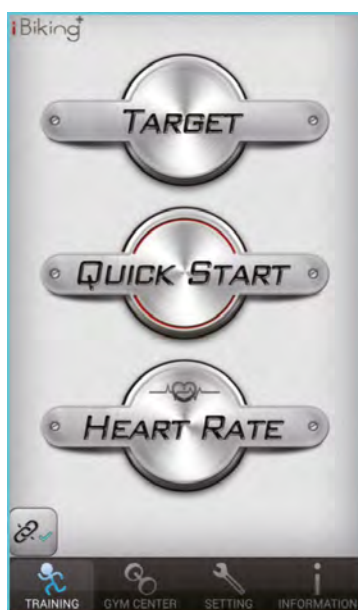 iBiking+
TARGET
QUICK START
HEART RATE
TRAINING GYM CENTER SETTING INFORMATION